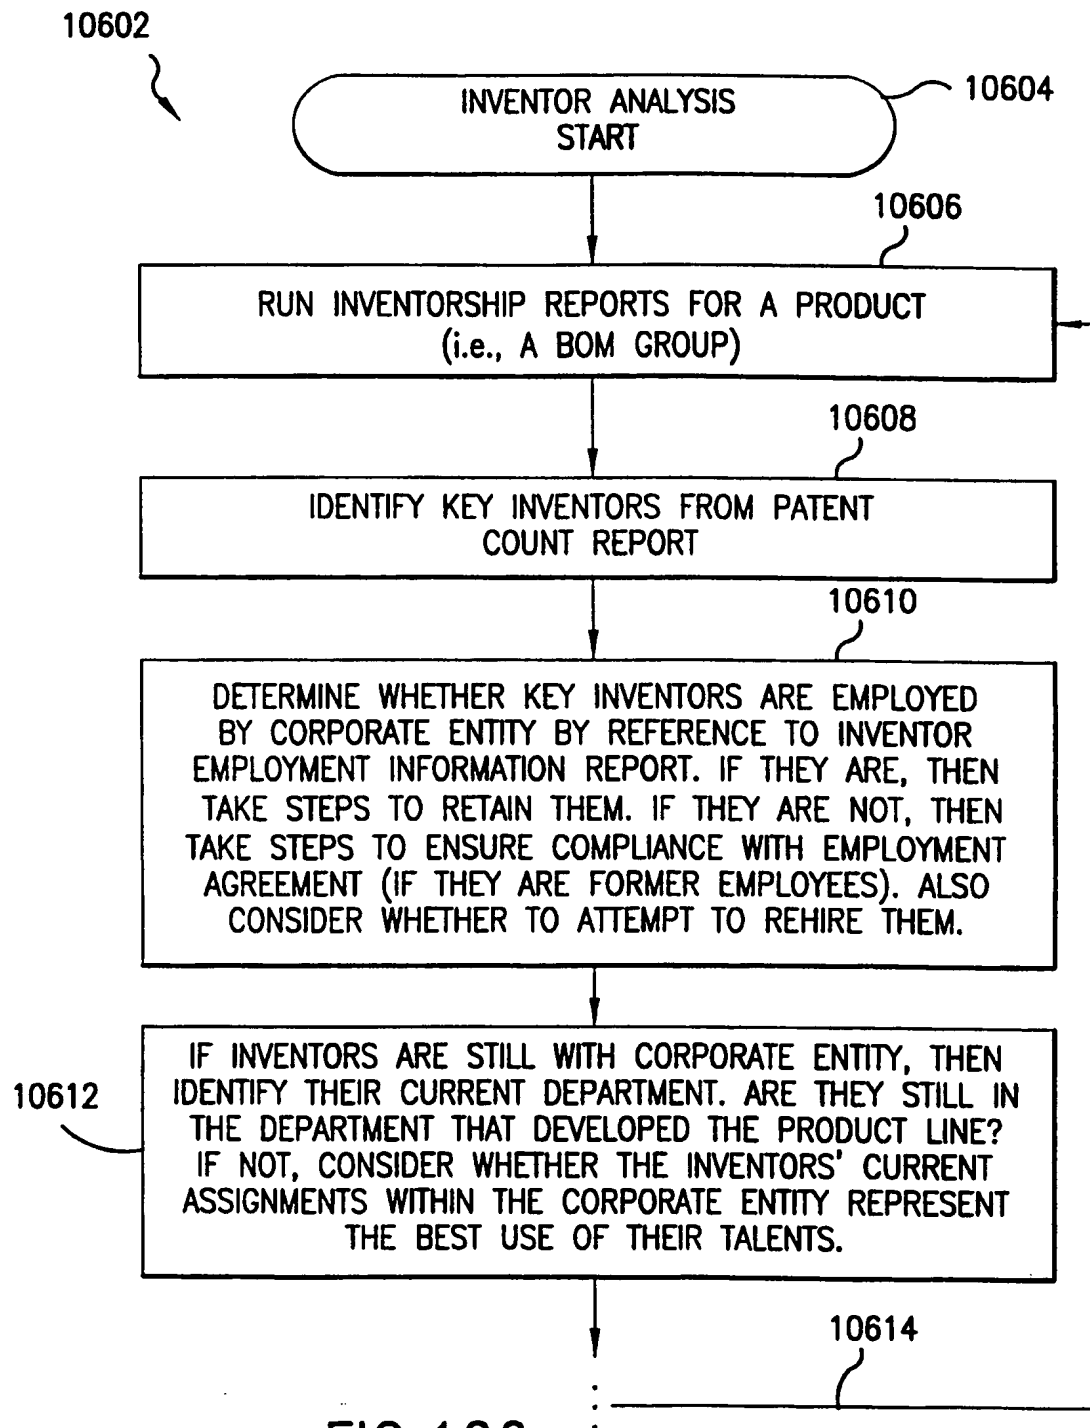 10602
INVENTOR ANALYSIS
START
10604
10606
RUN INVENTORSHIP REPORTS FOR A PRODUCT
(i.e., A BOM GROUP)
10608
IDENTIFY KEY INVENTORS FROM PATENT
COUNT REPORT
10610
DETERMINE WHETHER KEY INVENTORS ARE EMPLOYED
BY CORPORATE ENTITY BY REFERENCE TO INVENTOR
EMPLOYMENT INFORMATION REPORT. IF THEY ARE, THEN
TAKE STEPS TO RETAIN THEM. IF THEY ARE NOT, THEN
TAKE STEPS TO ENSURE COMPLIANCE WITH EMPLOYMENT
AGREEMENT (IF THEY ARE FORMER EMPLOYEES). ALSO
CONSIDER WHETHER TO ATTEMPT TO REHIRE THEM.
10612
IF INVENTORS ARE STILL WITH CORPORATE ENTITY, THEN
IDENTIFY THEIR CURRENT DEPARTMENT. ARE THEY STILL IN
THE DEPARTMENT THAT DEVELOPED THE PRODUCT LINE?
IF NOT, CONSIDER WHETHER THE INVENTORS' CURRENT
ASSIGNMENTS WITHIN THE CORPORATE ENTITY REPRESENT
THE BEST USE OF THEIR TALENTS.
10614